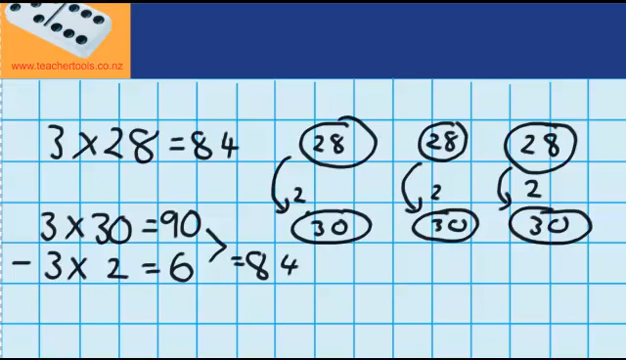 www.teachertools.co.nz
3 × 28 = 84
28 28 28
2 2 2
3 × 30 = 90
30 30 30
- 3 × 2 = 6
= 84